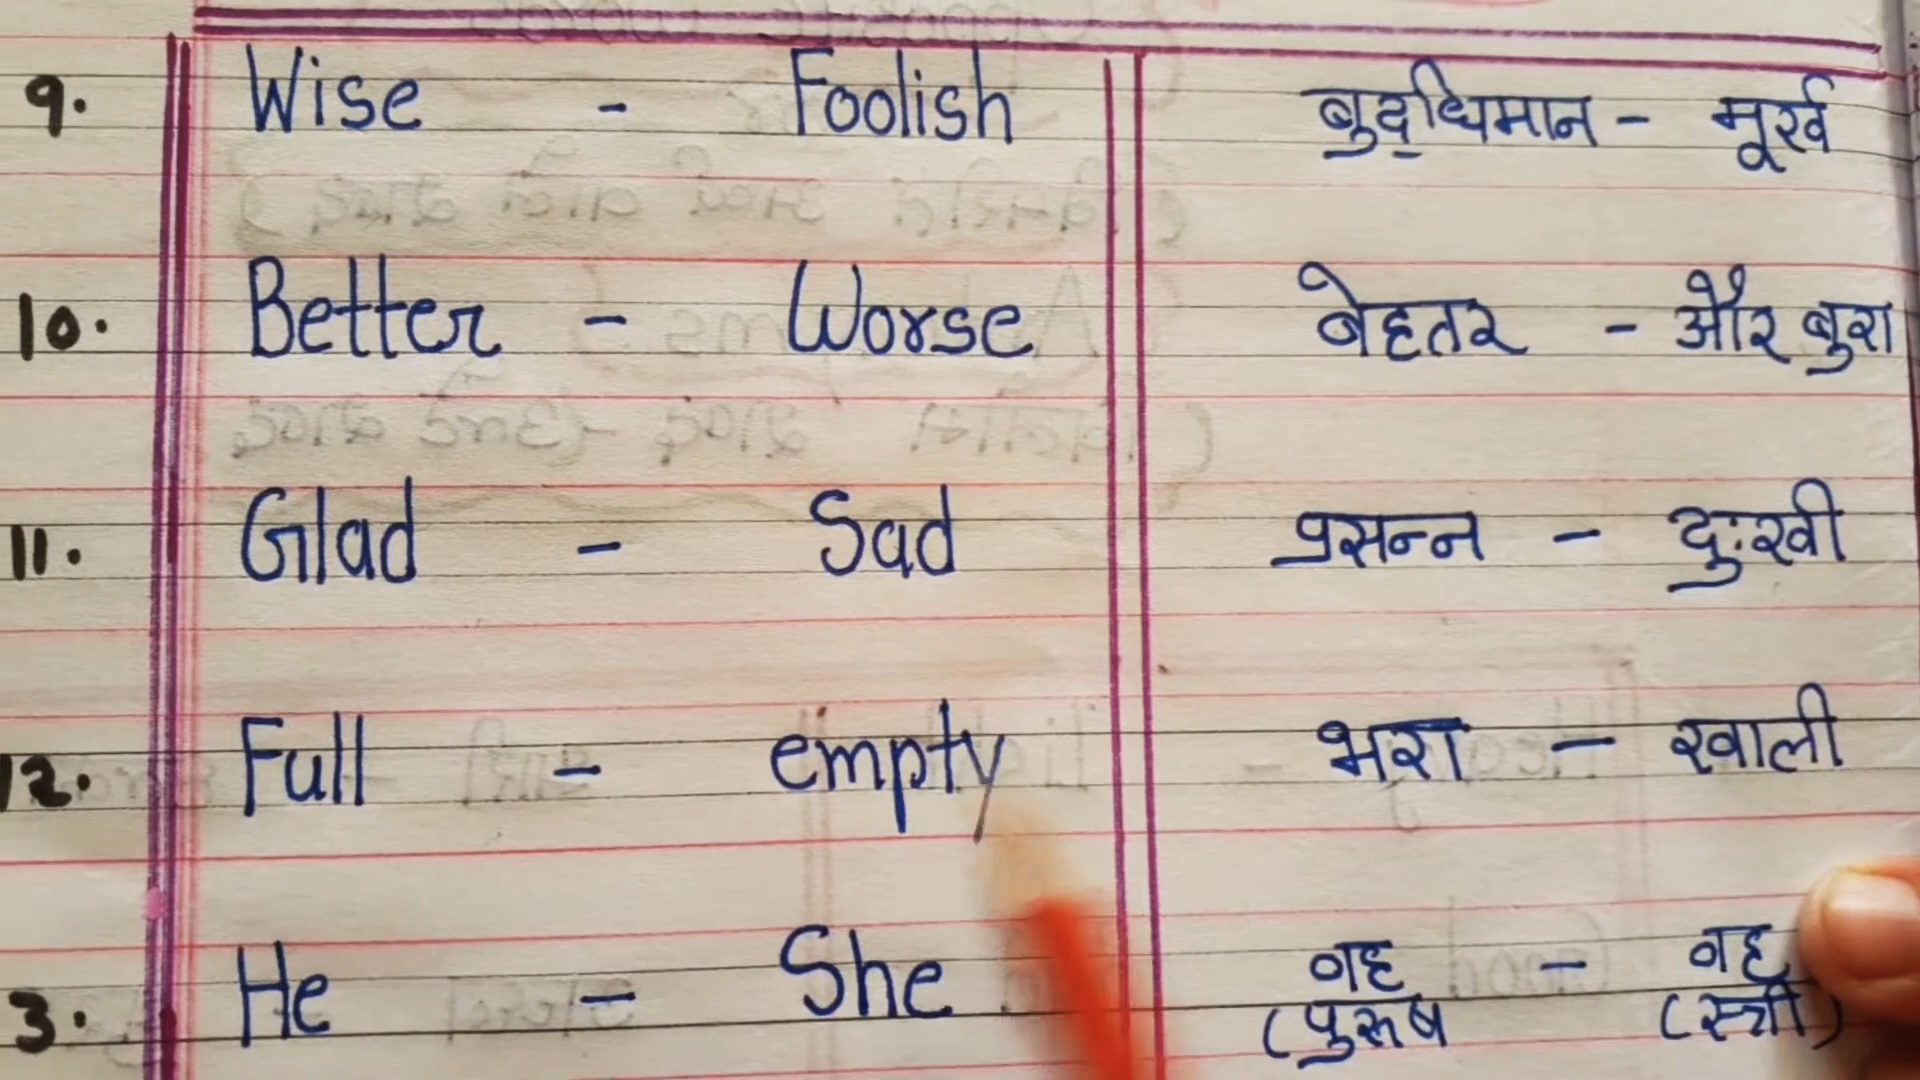 9. Wise - Foolish बुद्धिमान - मूर्ख
10. Better - Worse बेहतर - और बुरा
11. Glad - Sad प्रसन्न - दुःखी
12. Full - empty भरा - खाली
3. He - She वह - वह
(पुरूष (स्त्री)